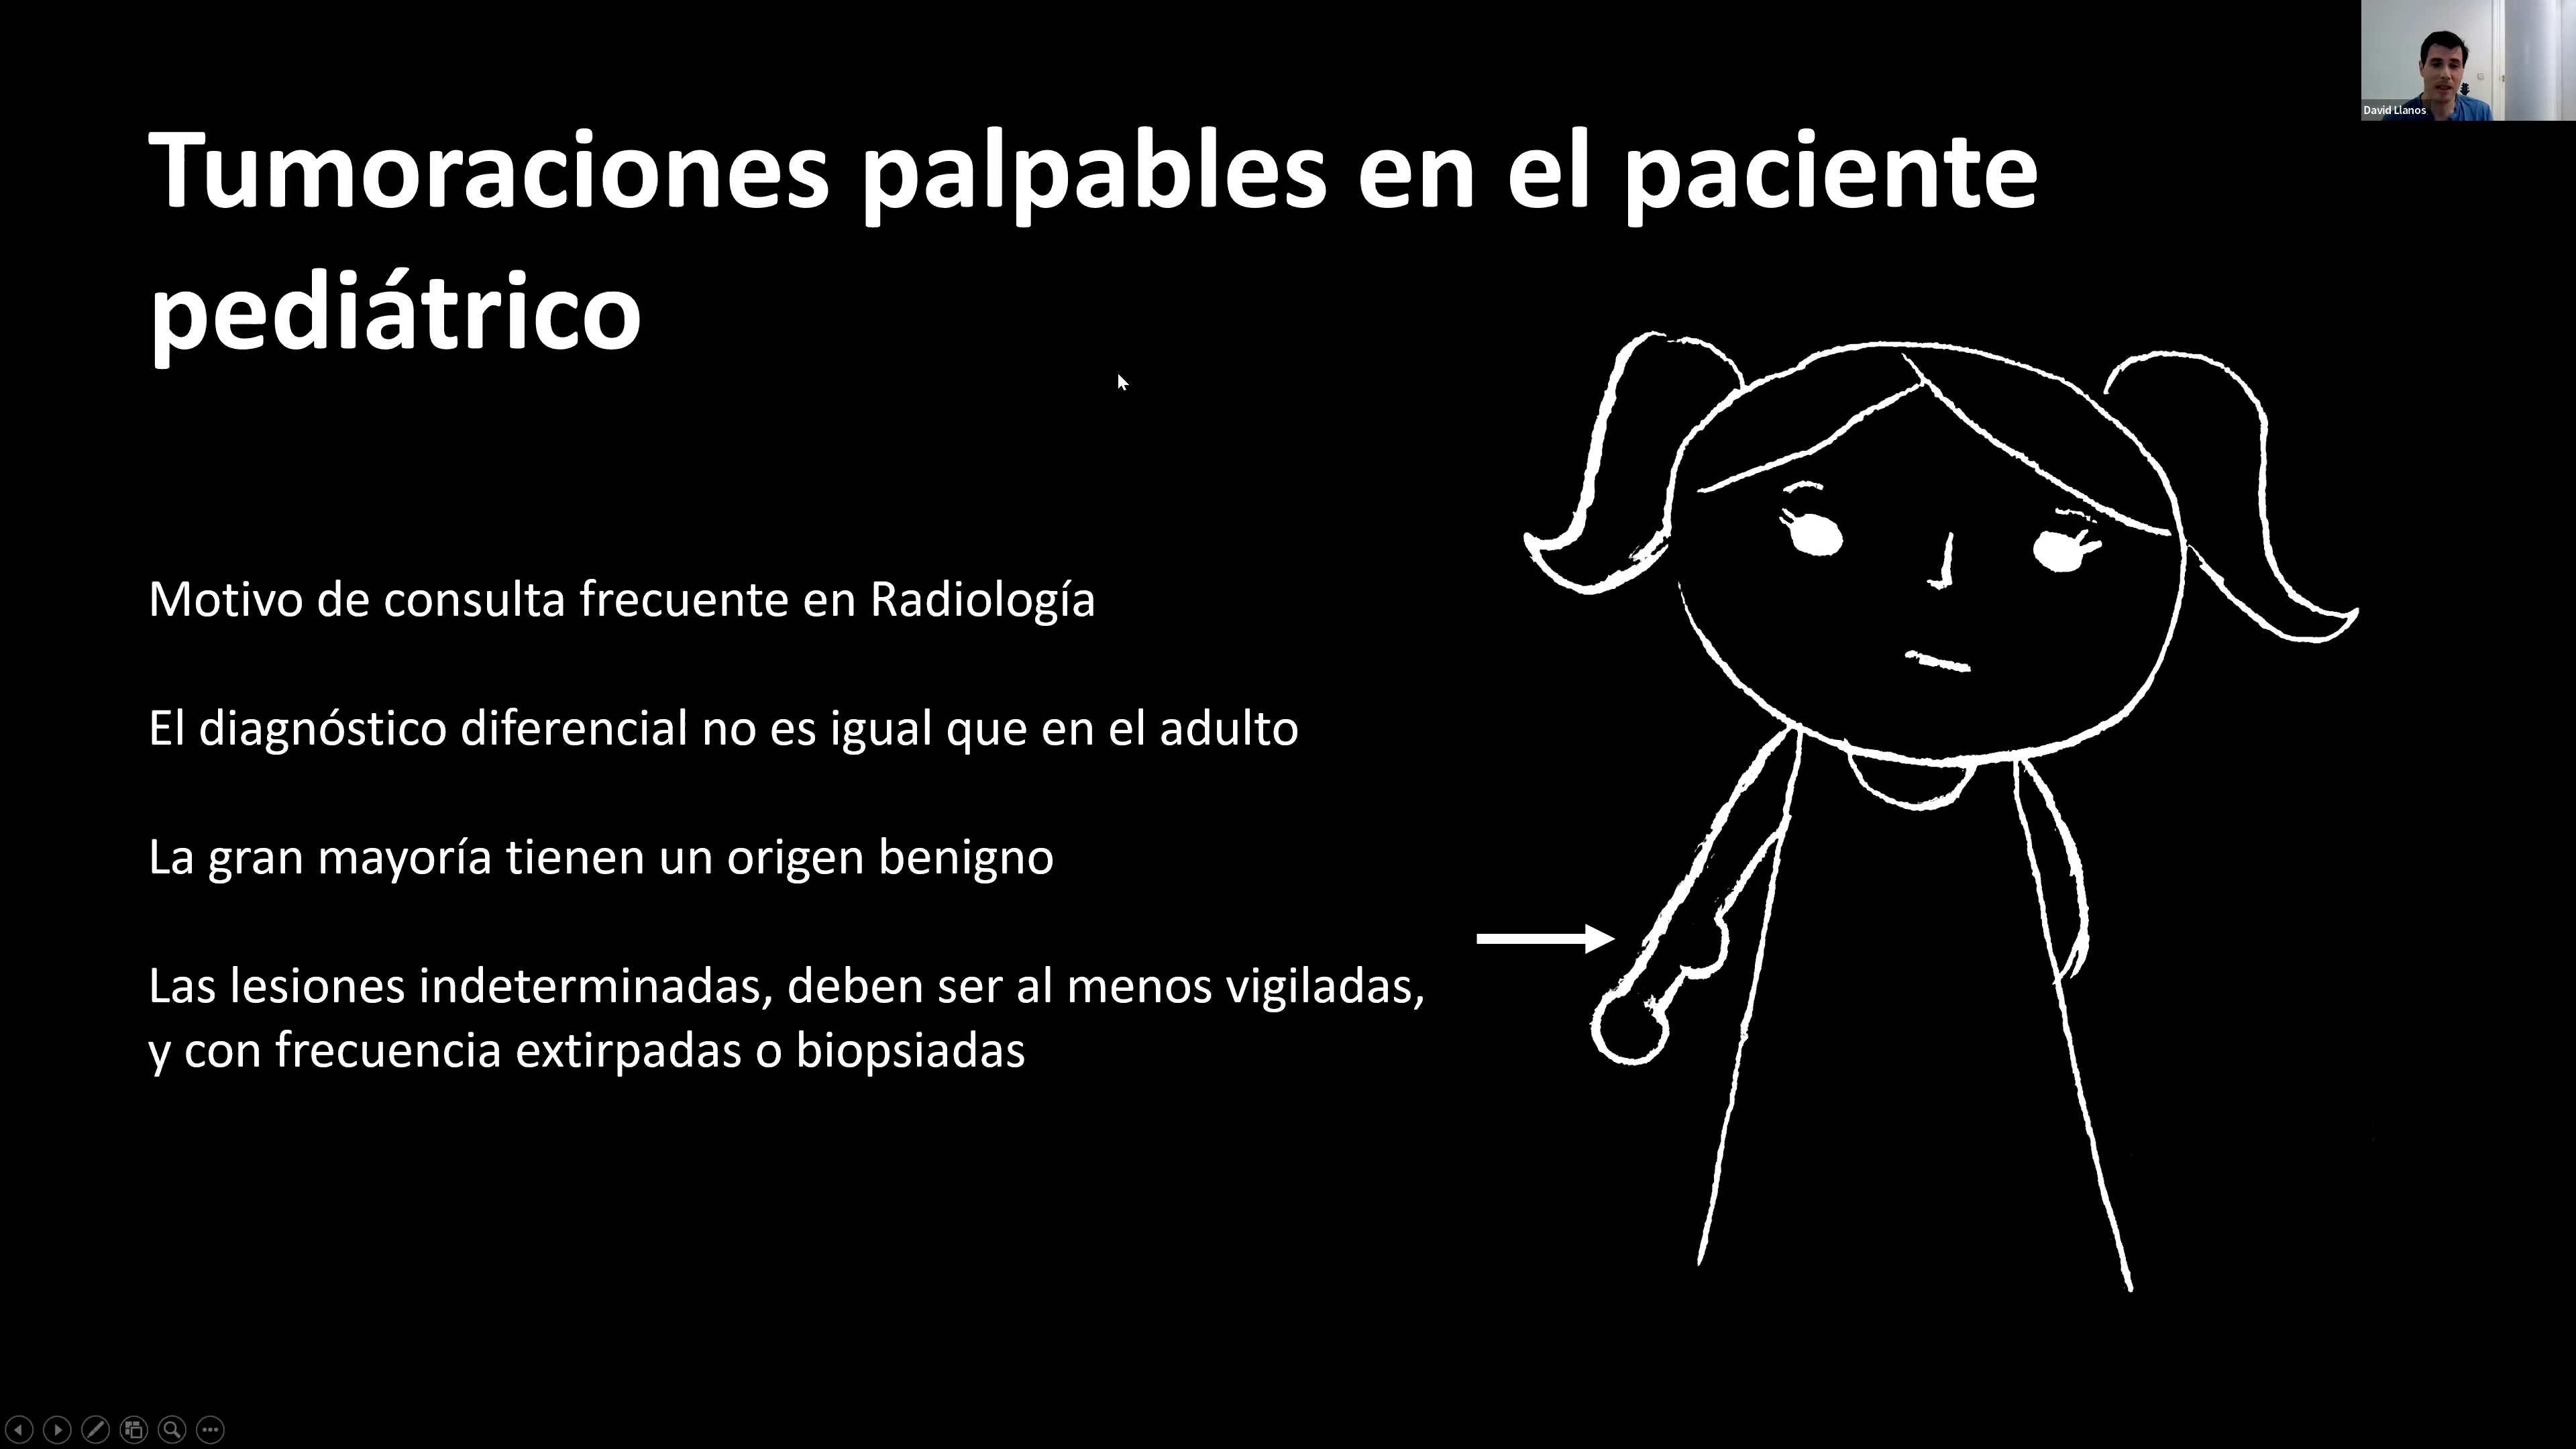 David Llanos
Tumoraciones palpables en el paciente
pediátrico
Motivo de consulta frecuente en Radiología
El diagnóstico diferencial no es igual que en el adulto
La gran mayoría tienen un origen benigno
Las lesiones indeterminadas, deben ser al menos vigiladas,
y con frecuencia extirpadas o biopsiadas